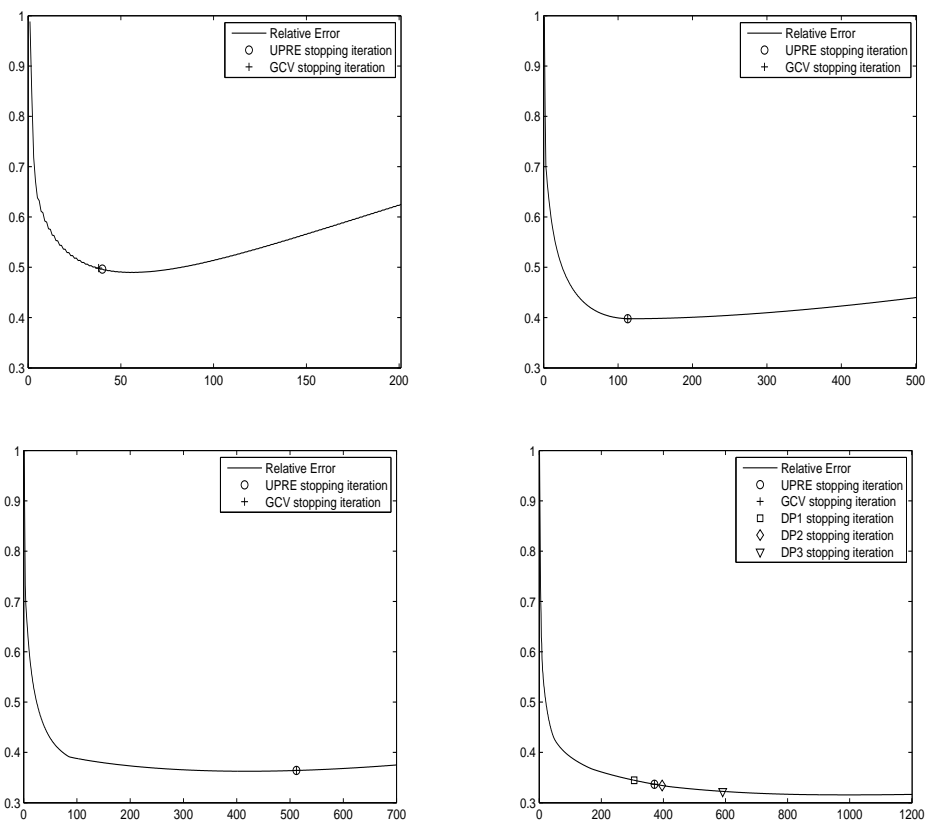 1
0.9
0.8
0.7
0.6
0.5
0.4
0.3
0 50 100 150 200
Relative Error
UPRE stopping iteration
GCV stopping iteration
1
0.9
0.8
0.7
0.6
0.5
0.4
0.3
0 100 200 300 400 500
Relative Error
UPRE stopping iteration
GCV stopping iteration
1
0.9
0.8
0.7
0.6
0.5
0.4
0.3
0 100 200 300 400 500 600 700
Relative Error
UPRE stopping iteration
GCV stopping iteration
1
0.9
0.8
0.7
0.6
0.5
0.4
0.3
0 200 400 600 800 1000 1200
Relative Error
UPRE stopping iteration
GCV stopping iteration
DP1 stopping iteration
DP2 stopping iteration
DP3 stopping iteration